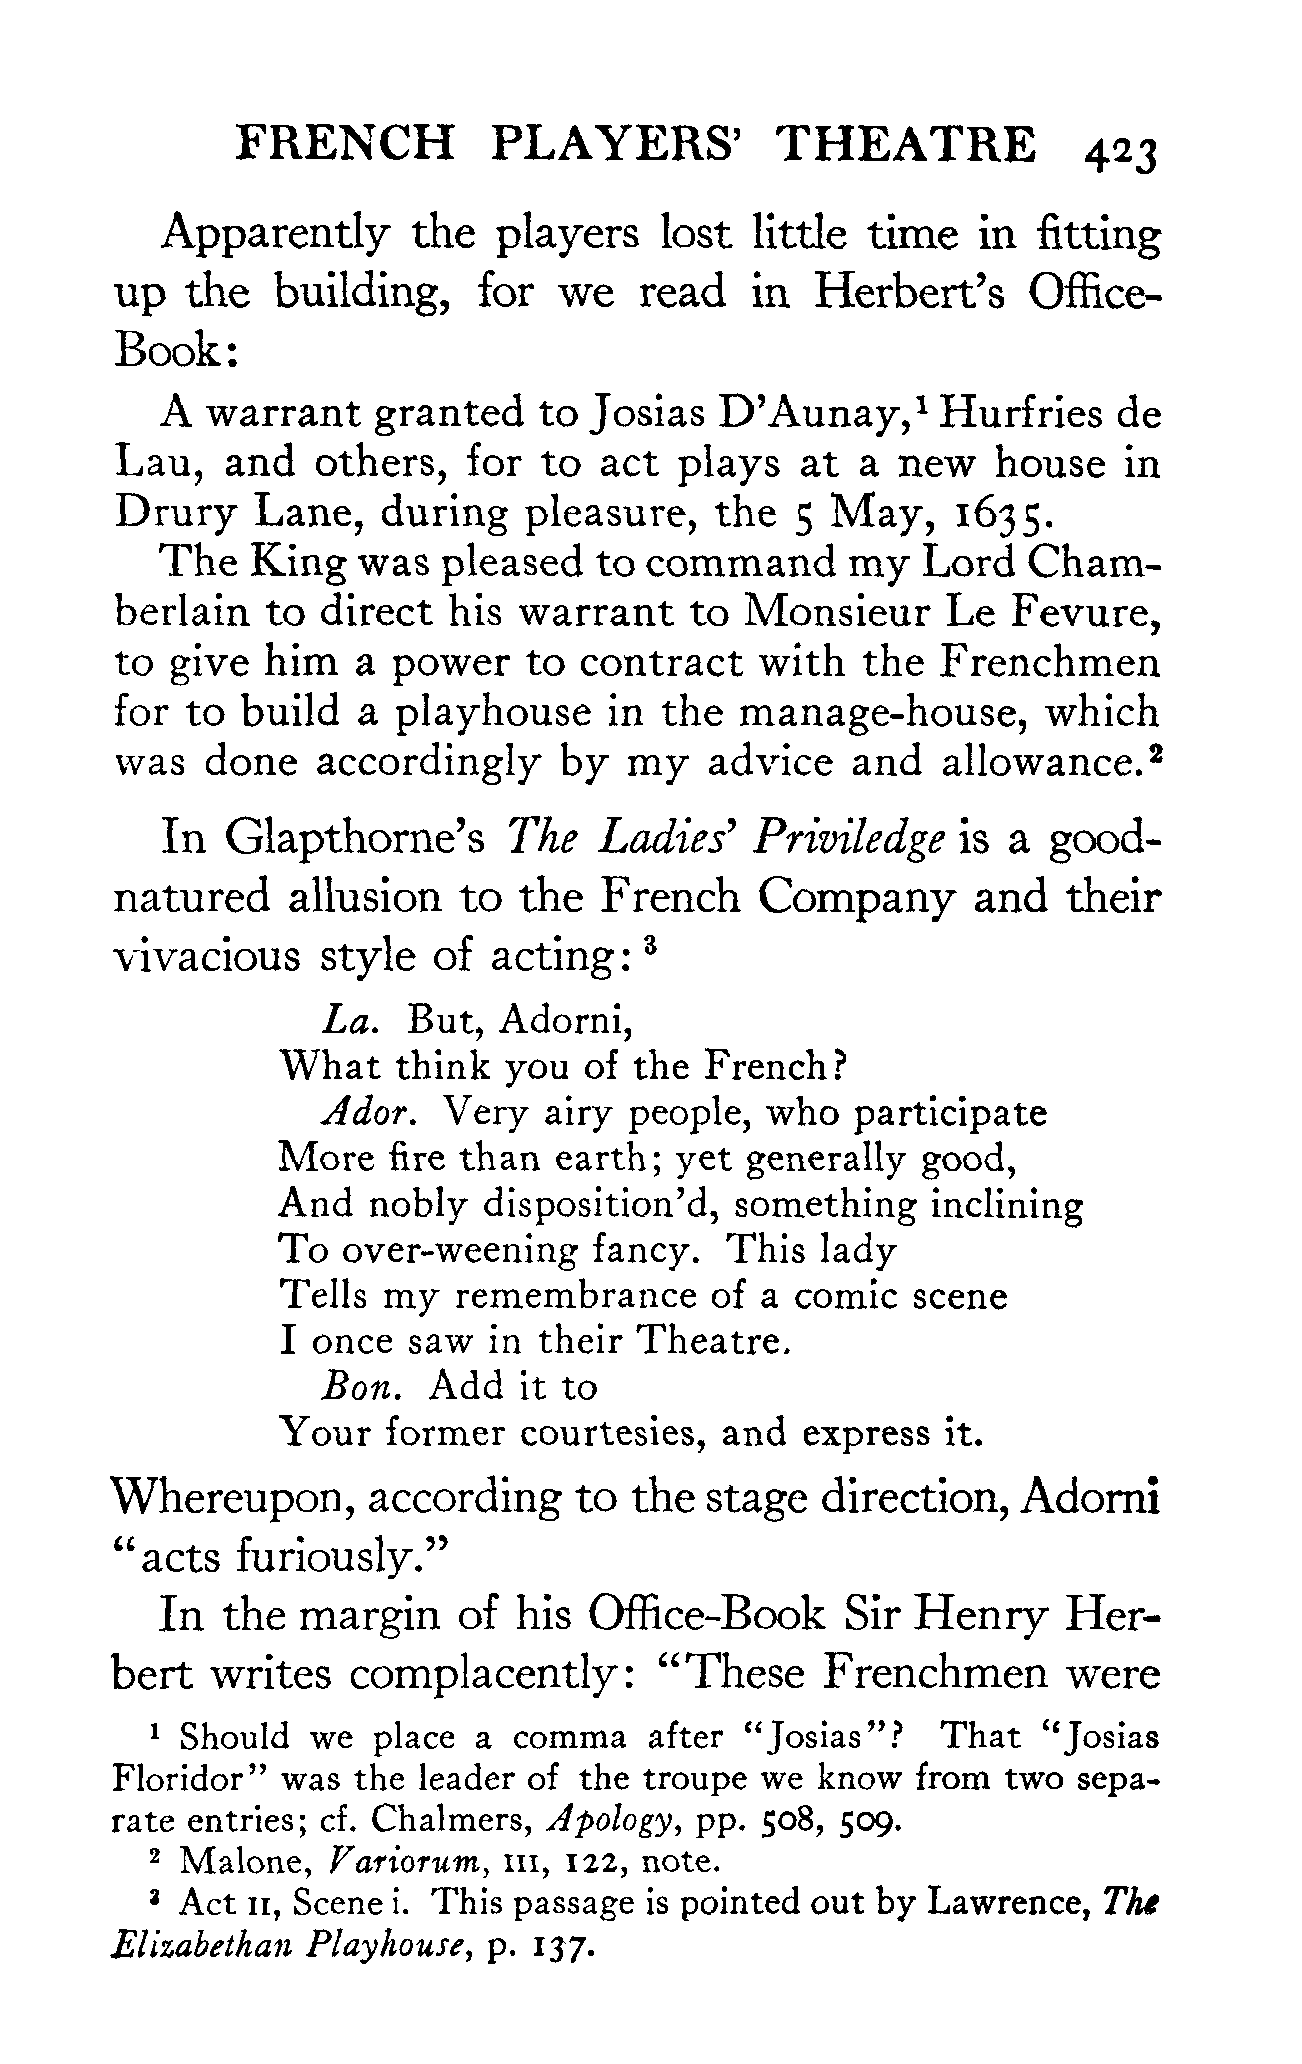 FRENCH PLAYERS’ THEATRE 423
Apparently the players lost little time in fitting
up the building, for we read in Herbert’s Office-
Book:
A warrant granted to Josias D’Aunay,¹ Hurfries de
Lau, and others, for to act plays at a new house in
Drury Lane, during pleasure, the 5 May, 1635.
The King was pleased to command my Lord Cham-
berlain to direct his warrant to Monsieur Le Fevure,
to give him a power to contract with the Frenchmen
for to build a playhouse in the manage-house, which
was done accordingly by my advice and allowance.²
In Glapthorne’s The Ladies’ Priviledge is a good-
natured allusion to the French Company and their
vivacious style of acting: ³
La. But, Adorni,
What think you of the French?
Ador. Very airy people, who participate
More fire than earth; yet generally good,
And nobly disposition’d, something inclining
To over-weening fancy. This lady
Tells my remembrance of a comic scene
I once saw in their Theatre.
Bon. Add it to
Your former courtesies, and express it.
Whereupon, according to the stage direction, Adorni
“acts furiously.”
In the margin of his Office-Book Sir Henry Her-
bert writes complacently: “These Frenchmen were
¹ Should we place a comma after “Josias”? That “Josias
Floridor” was the leader of the troupe we know from two sepa-
rate entries; cf. Chalmers, Apology, pp. 508, 509.
² Malone, Variorum, III, 122, note.
³ Act II, Scene i. This passage is pointed out by Lawrence, The
Elizabethan Playhouse, p. 137.